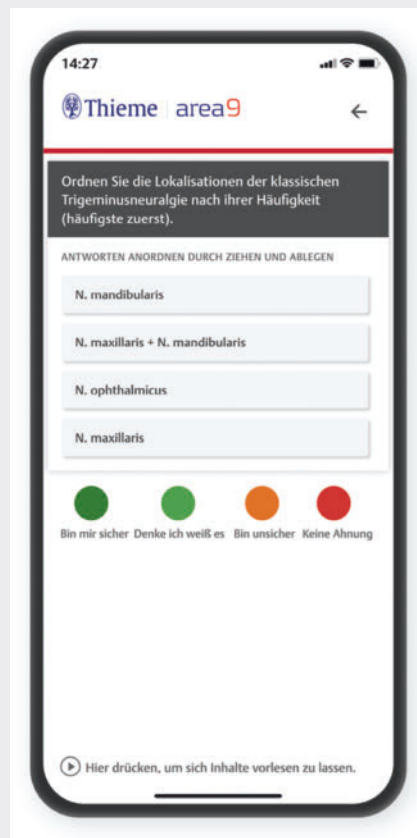 14:27
Thieme area9
Ordnen Sie die Lokalisationen der klassischen
Trigeminusneuralgie nach ihrer Häufigkeit
(häufigste zuerst).
ANTWORTEN ANORDNEN DURCH ZIEHEN UND ABLEGEN
N. mandibularis
N. maxillaris + N. mandibularis
N. ophthalmicus
N. maxillaris
Bin mir sicher Denke ich weiß es Bin unsicher Keine Ahnung
Hier drücken, um sich Inhalte vorlesen zu lassen.